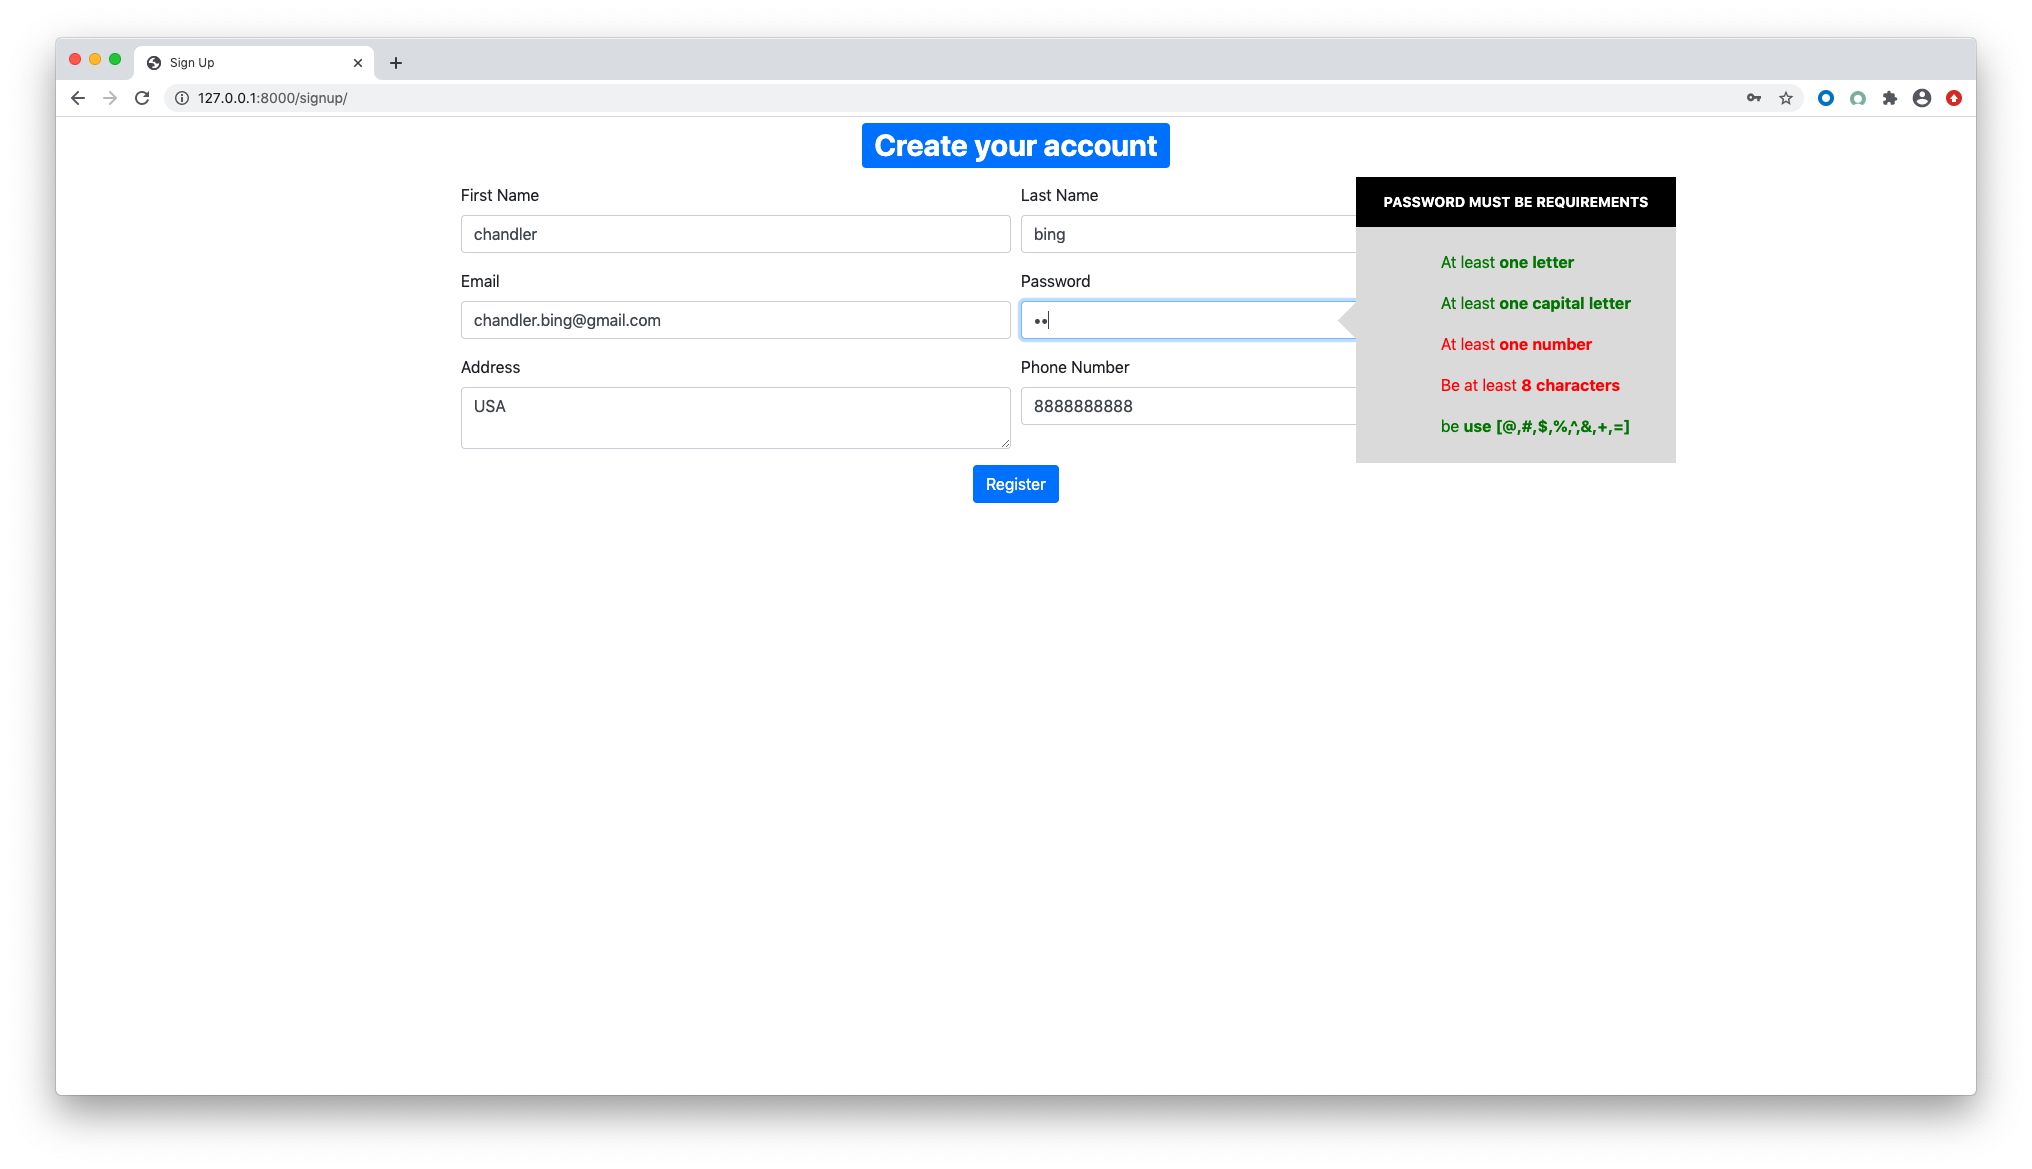 Sign Up
127.0.0.1:8000/signup/
Create your account
First Name
Last Name
PASSWORD MUST BE REQUIREMENTS
chandler
bing
At least one letter
Email
Password
At least one capital letter
chandler.bing@gmail.com
••
At least one number
Address
Phone Number
Be at least 8 characters
USA
8888888888
be use [@,#,$,%,^,&,+,=]
Register